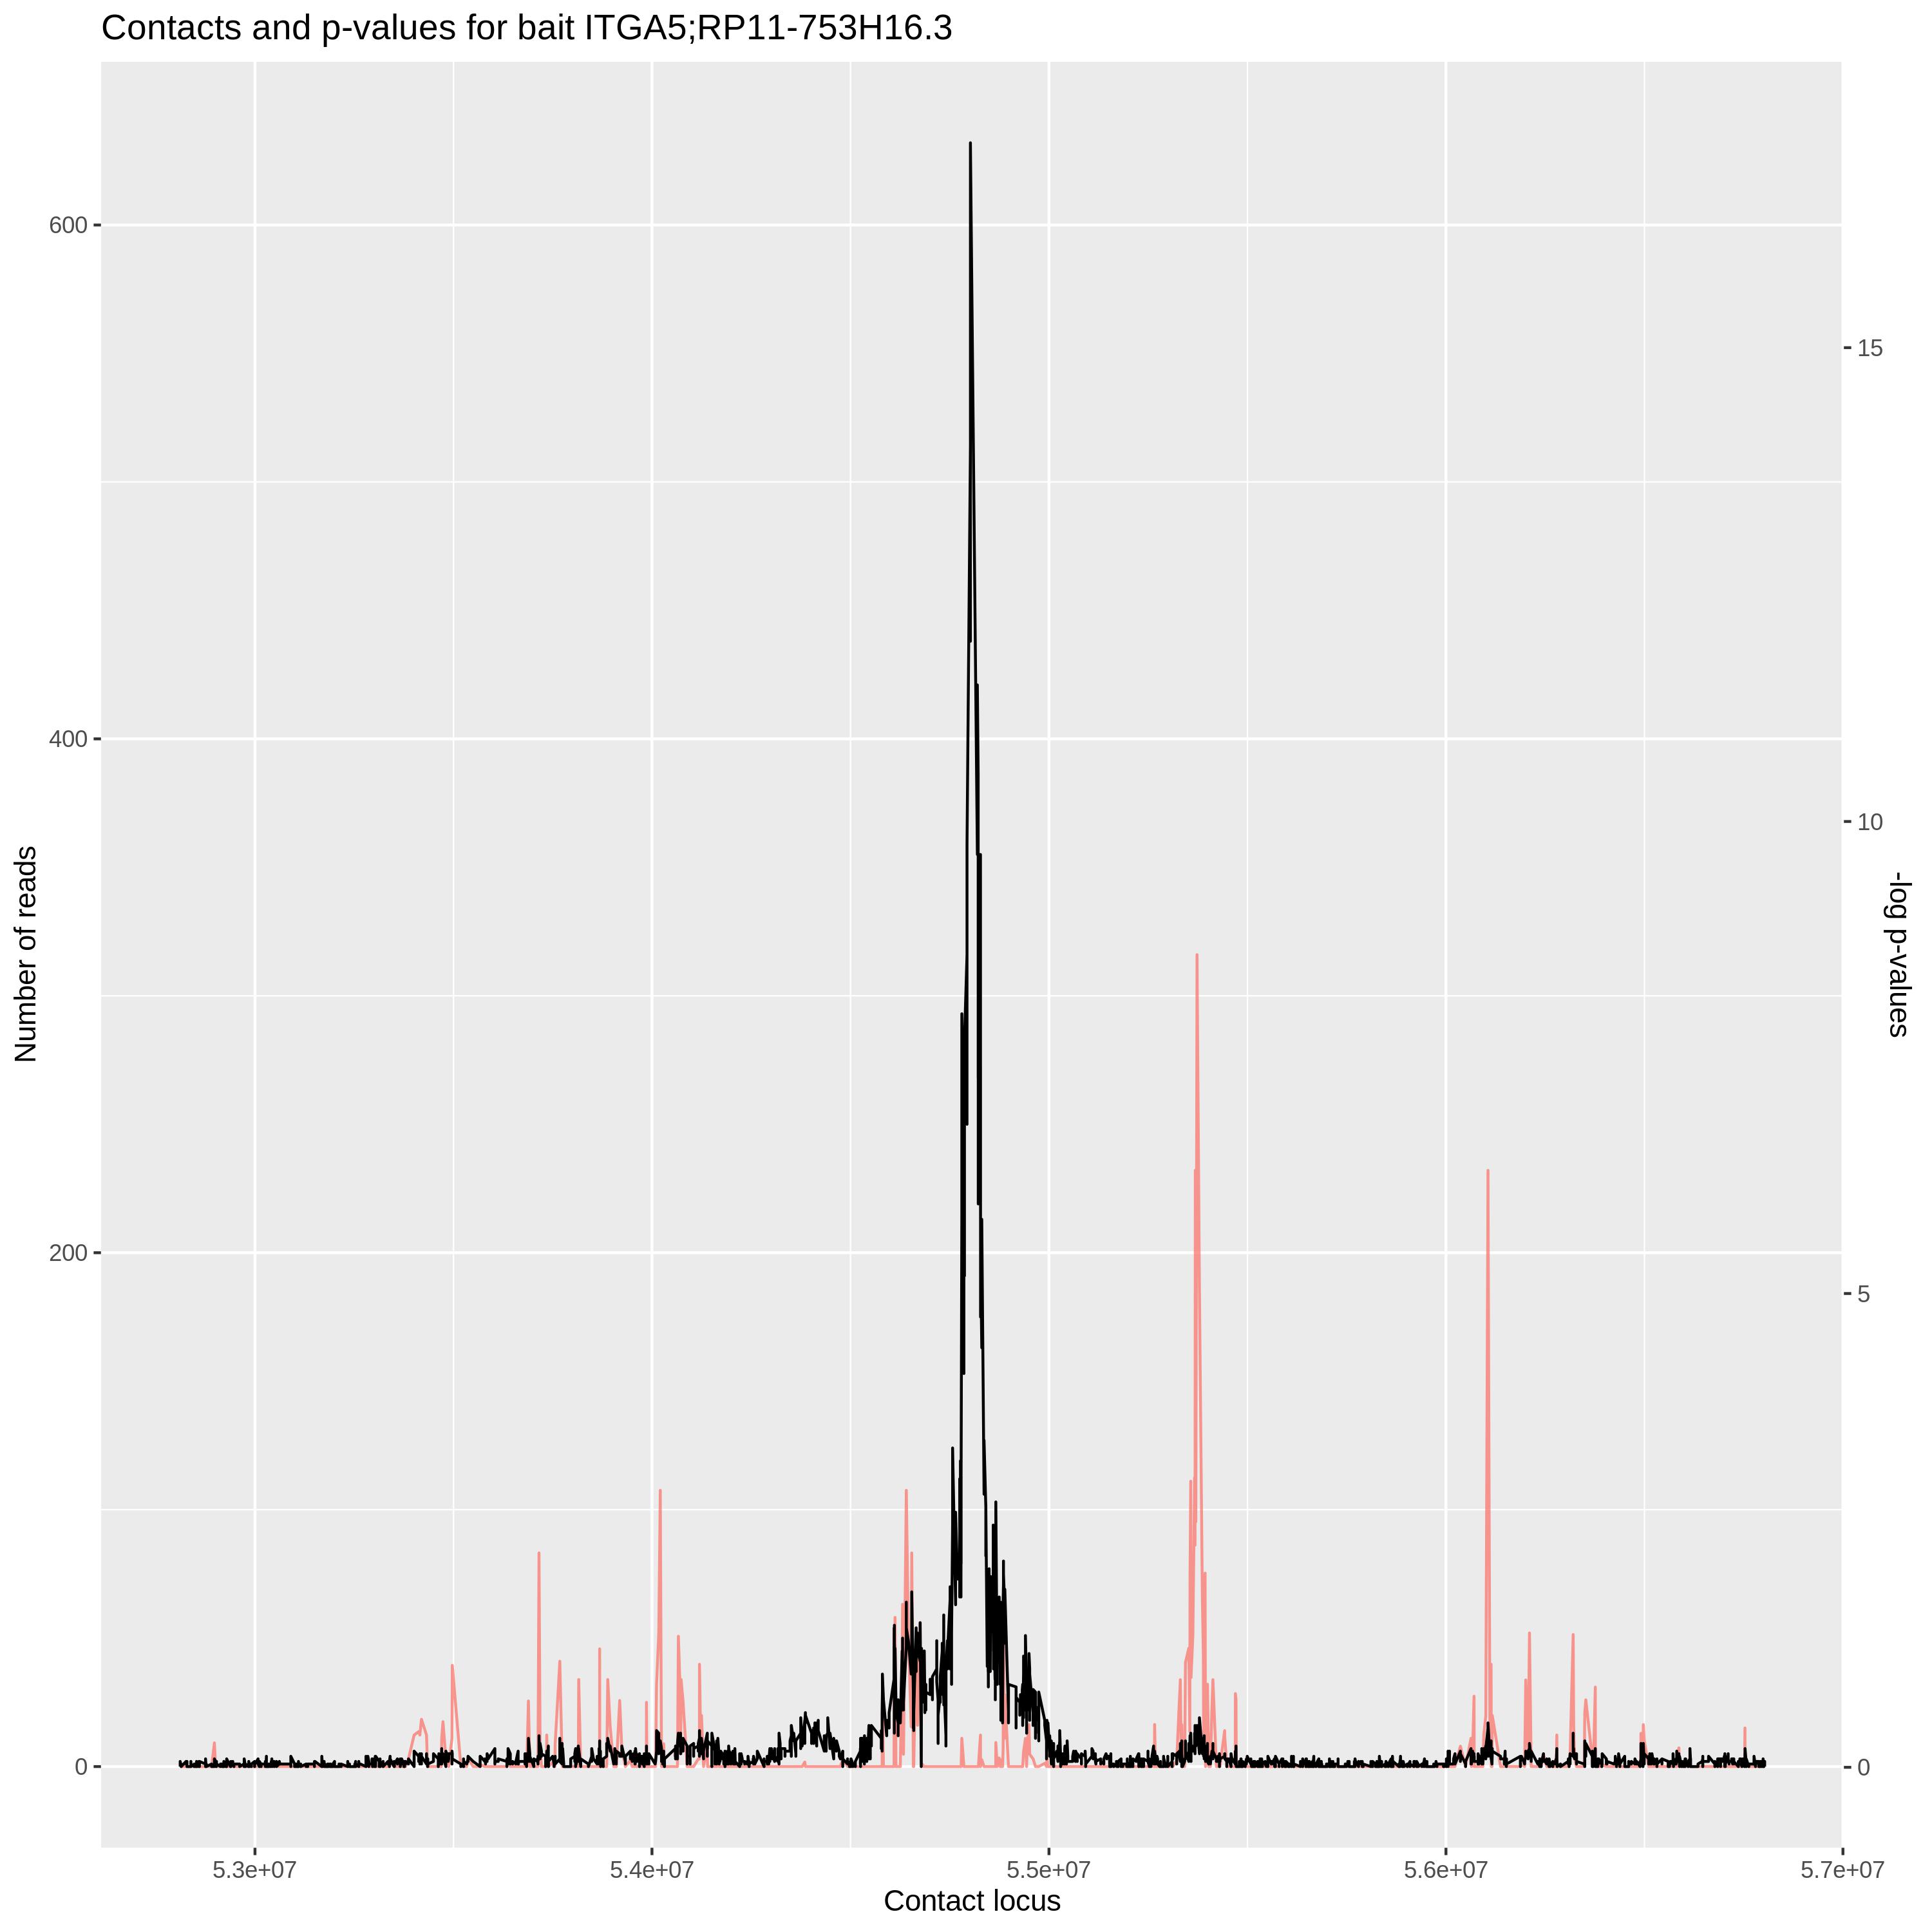 Contacts and p-values for bait ITGA5;RP11-753H16.3
600
400
200
0
Number of reads
15
10
5
0
-log p-values
5.3e+07
5.4e+07
5.5e+07
5.6e+07
5.7e+07
Contact locus